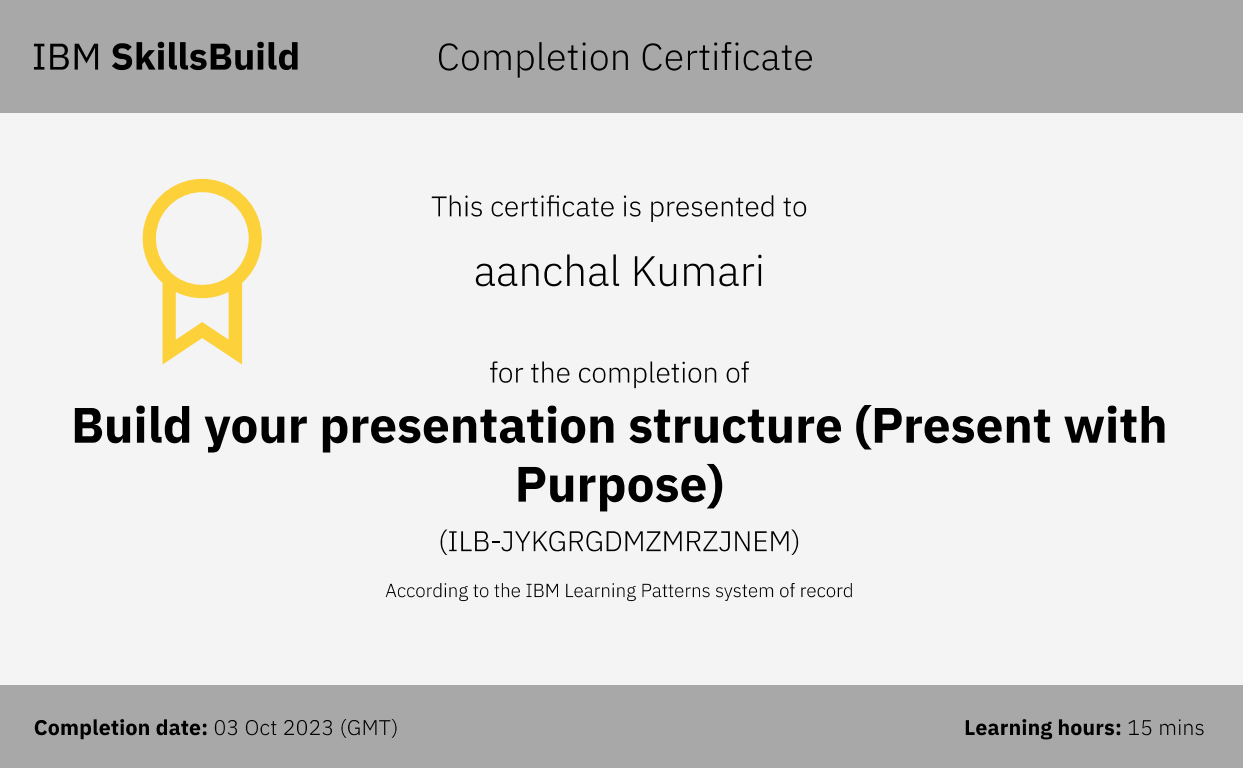 IBM SkillsBuild
Completion Certificate
This certificate is presented to
aanchal Kumari
for the completion of
Build your presentation structure (Present with
Purpose)
(ILB-JYKGRGDMZMRZJNEM)
According to the IBM Learning Patterns system of record
Completion date: 03 Oct 2023 (GMT)
Learning hours: 15 mins